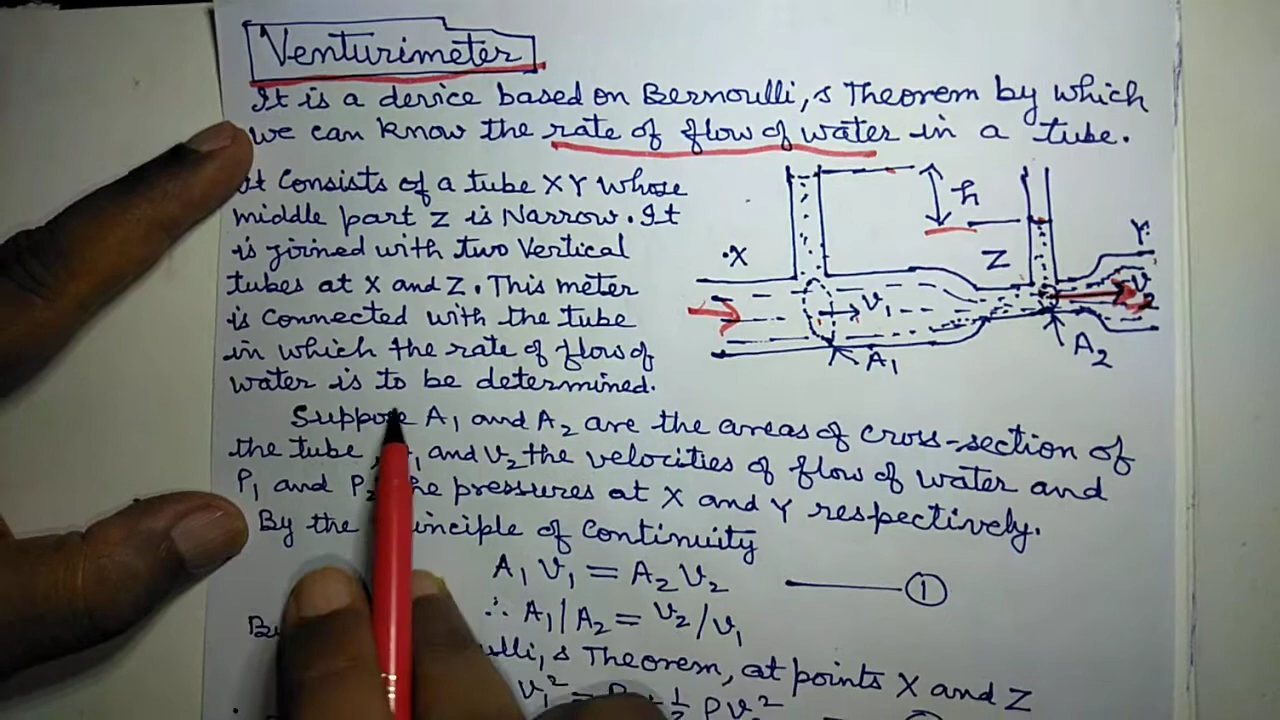 Venturimeter
It is a device based on Bernoulli,s Theorem by which
we can know the rate of flow of water in a tube.
It consists of a tube XY whose
middle part Z is Narrow. It
is joined with two Vertical
tubes at X and Z. This meter
is connected with the tube
in which the rate of flow of
water is to be determined.
h
.X
Z
Y
V1
V2
A1
A2
Suppose A1 and A2 are the areas of cross-section of
the tube and V2 the velocities of flow of water and
P1 and P2 the pressures at X and Y respectively.
By the principle of Continuity
A1 V1 = A2 V2 ——— 1
∴ A1/A2 = V2/V1
Theorem, at points X and Z